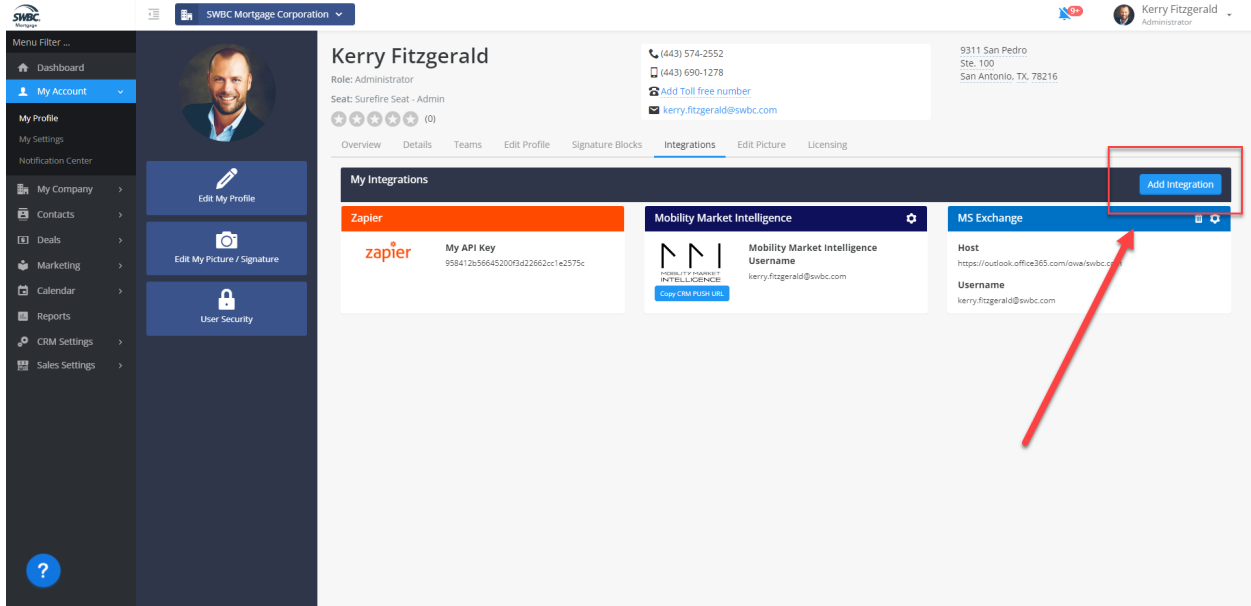 SWBC
Mortgage
SWBC Mortgage Corporation
9+
Kerry Fitzgerald
Administrator
Menu Filter ...
Dashboard
My Account
My Profile
My Settings
Notification Center
My Company
Contacts
Deals
Marketing
Calendar
Reports
CRM Settings
Sales Settings
?
Edit My Profile
Edit My Picture / Signature
User Security
Kerry Fitzgerald
Role: Administrator
Seat: Surefire Seat - Admin
(0)
(443) 574-2552
(443) 690-1278
Add Toll free number
kerry.fitzgerald@swbc.com
9311 San Pedro
Ste. 100
San Antonio, TX, 78216
Overview Details Teams Edit Profile Signature Blocks Integrations Edit Picture Licensing
My Integrations
Add Integration
Zapier
zapier
My API Key
958412b56645200f3d22662cc1e2575c
Mobility Market Intelligence
MOBILITY MARKET
INTELLIGENCE
Copy CRM PUSH URL
Mobility Market Intelligence
Username
kerry.fitzgerald@swbc.com
MS Exchange
Host
https://outlook.office365.com/owa/swbc.com
Username
kerry.fitzgerald@swbc.com